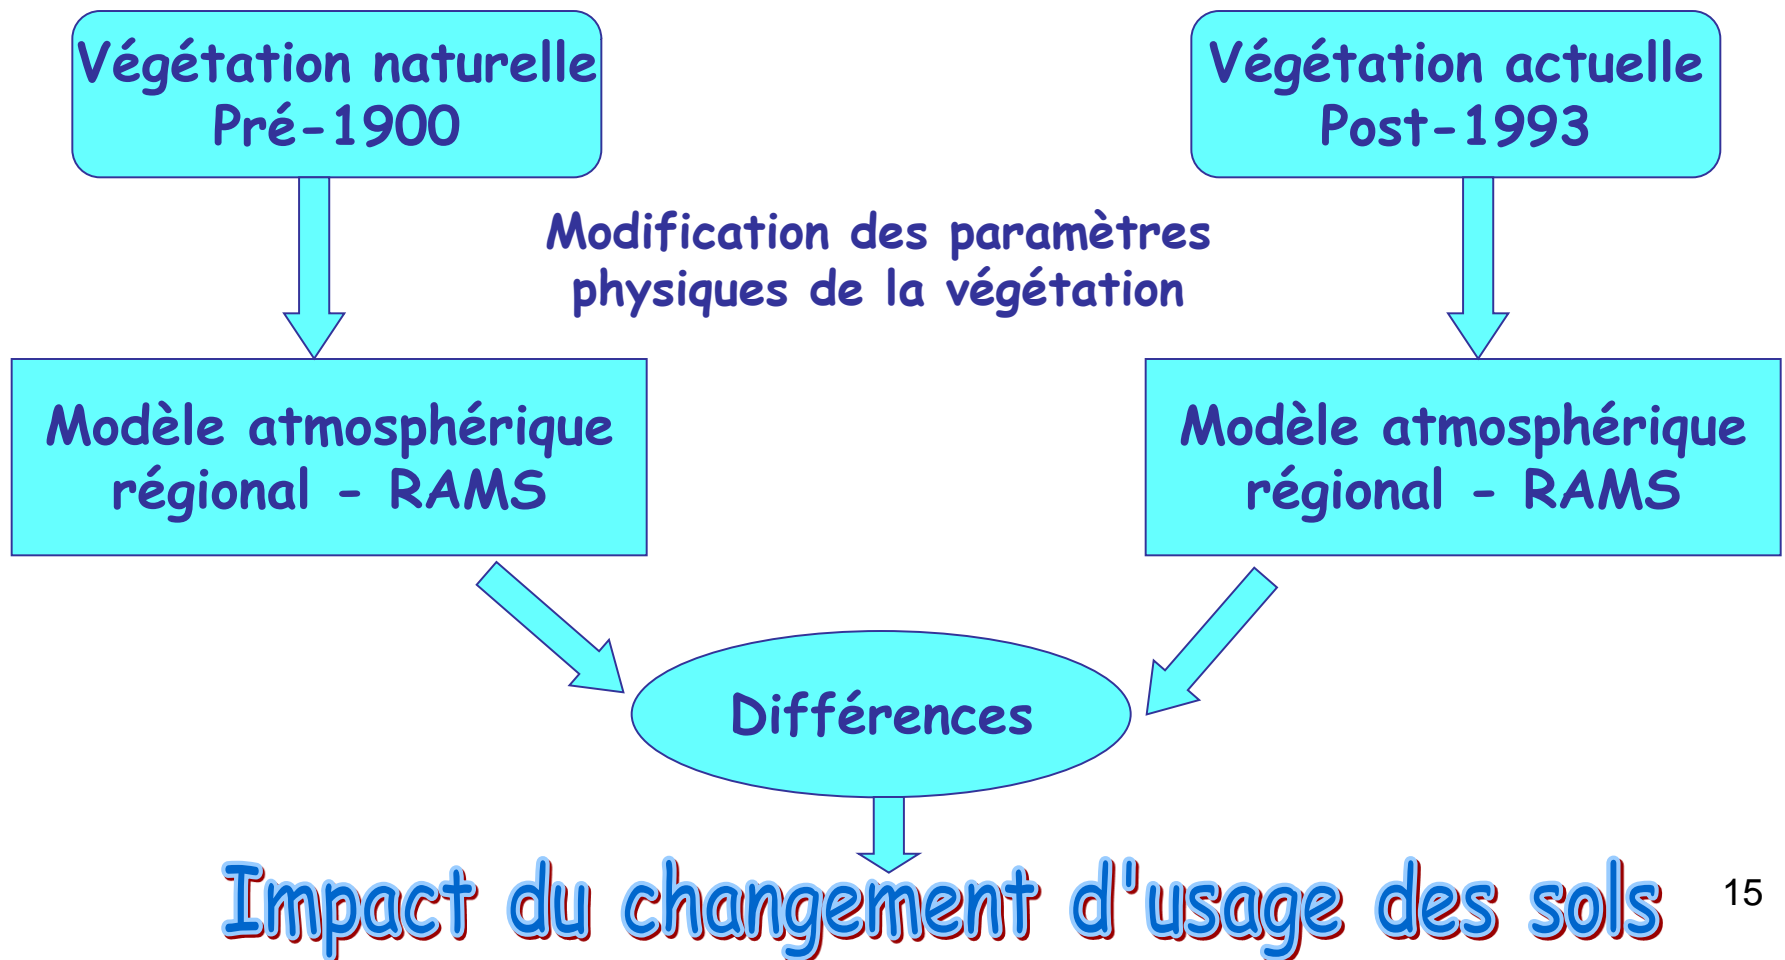 Végétation naturelle
Pré-1900
Végétation actuelle
Post-1993
Modification des paramètres
physiques de la végétation
Modèle atmosphérique
régional - RAMS
Modèle atmosphérique
régional - RAMS
Différences
Impact du changement d'usage des sols
15